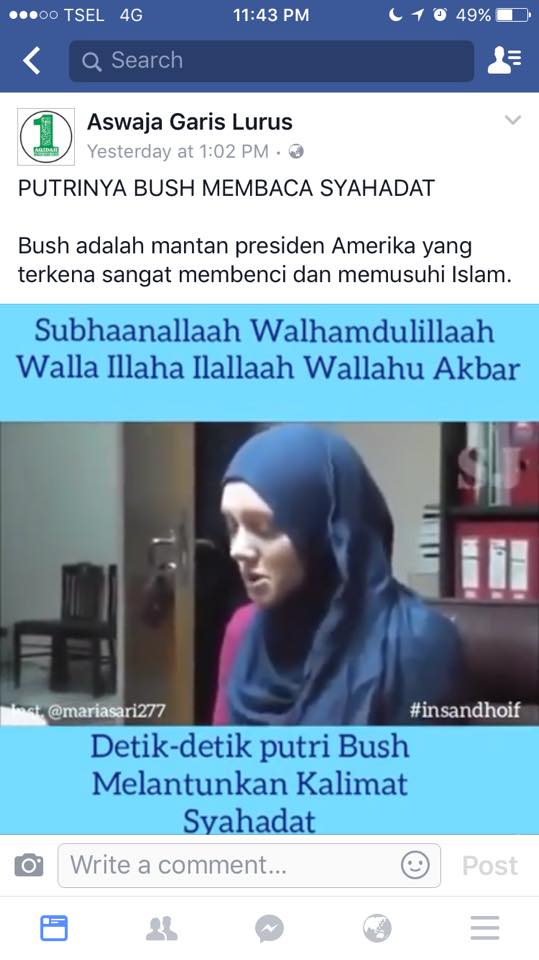 TSEL 4G 11:43 PM 49%
Search
Aswaja Garis Lurus
Yesterday at 1:02 PM ·
1
AQIDAH
PUTRINYA BUSH MEMBACA SYAHADAT
Bush adalah mantan presiden Amerika yang
terkena sangat membenci dan memusuhi Islam.
Subhaanallaah Walhamdulillaah
Walla Illaha Ilallaah Wallahu Akbar
S.J
@mariasari277
#insandhoif
Detik-detik putri Bush
Melantunkan Kalimat
Syahadat
Write a comment...
Post